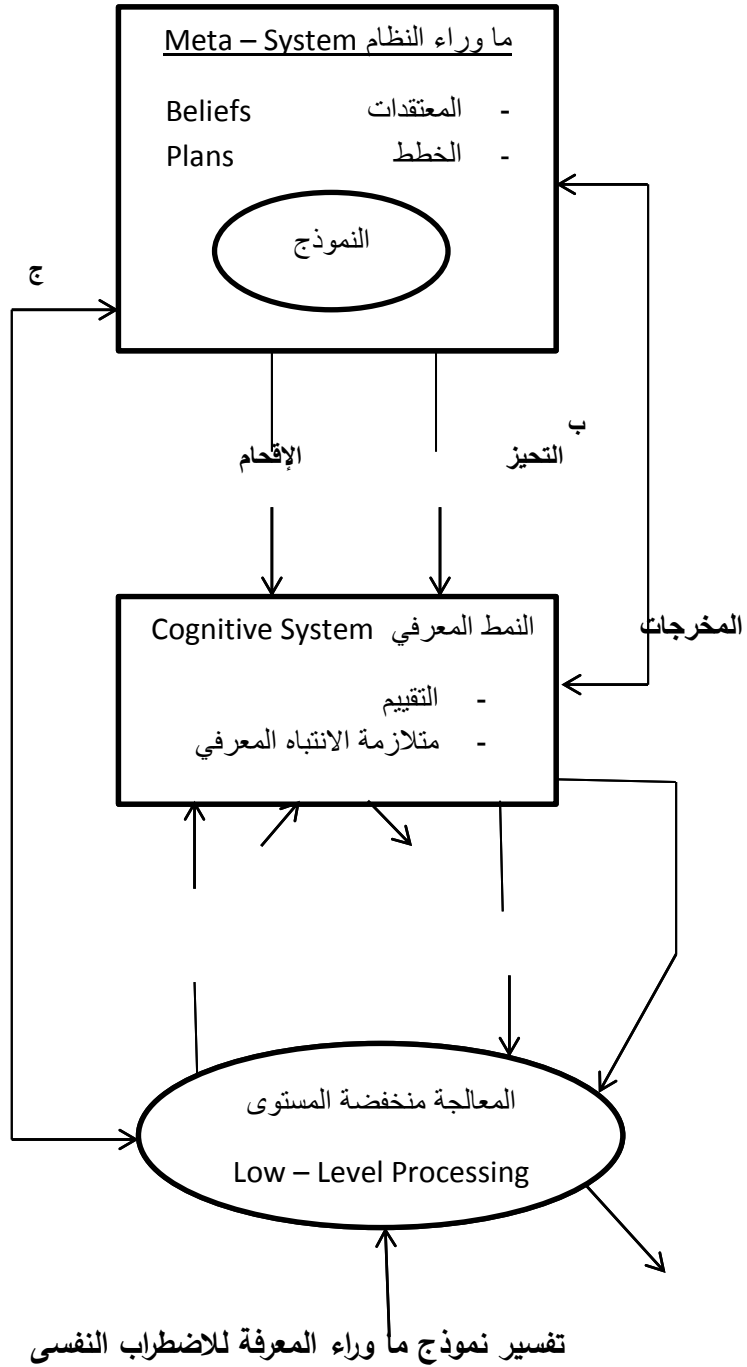 ما وراء النظام Meta – System
- المعتقدات Beliefs
- الخطط Plans
النموذج
ج
ب
الإقحام
التحيز
النمط المعرفي Cognitive System
المخرجات
- التقييم
- متلازمة الانتباه المعرفي
المعالجة منخفضة المستوى
Low – Level Processing
تفسير نموذج ما وراء المعرفة للاضطراب النفسى